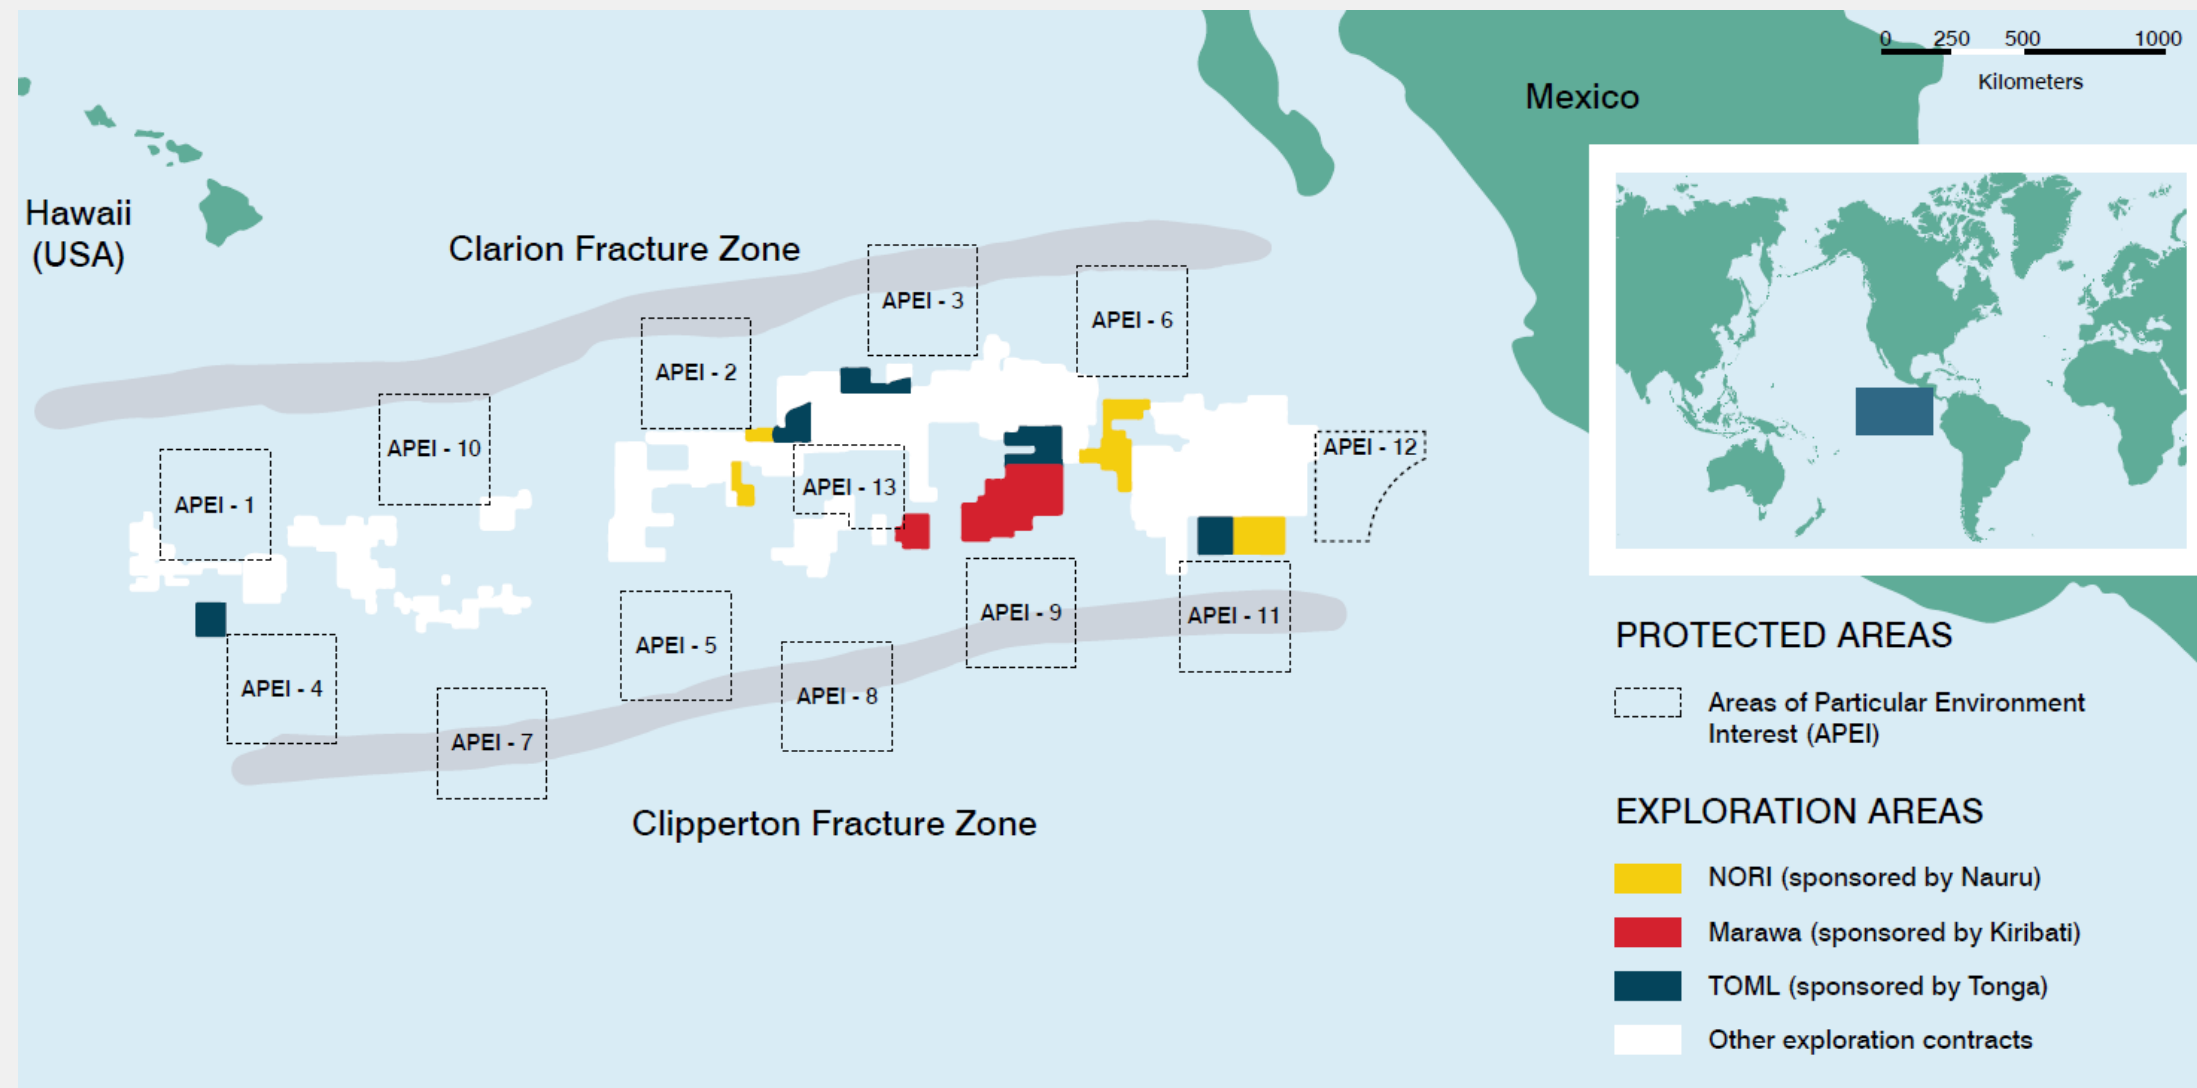 0 250 500 1000
Kilometers
Mexico
Hawaii
(USA)
Clarion Fracture Zone
APEI - 3
APEI - 6
APEI - 2
APEI - 10
APEI - 12
APEI - 13
APEI - 1
APEI - 9
APEI - 11
APEI - 5
APEI - 4
APEI - 8
APEI - 7
Clipperton Fracture Zone
PROTECTED AREAS
Areas of Particular Environment
Interest (APEI)
EXPLORATION AREAS
NORI (sponsored by Nauru)
Marawa (sponsored by Kiribati)
TOML (sponsored by Tonga)
Other exploration contracts